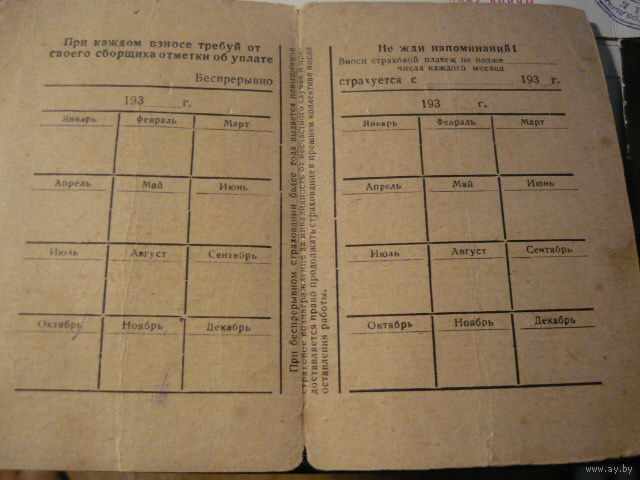 При каждом взносе требуй от
своего сборщика отметки об уплате
Беспрерывно
193 г.
Январь Февраль Март
Апрель Май Июнь
Июль Август Сентябрь
Октябрь Ноябрь Декабрь
При беспрерывном страховании более года выдается повышенное
страховое вознаграждение за инвалидность от несчастного случая и пре-
доставляется право продолжать страхование в прежнем коллективе после
оставления работы.
Не жди напоминаний!
Вноси страховой платеж не позже
числа каждого месяца
страхуется с 193 г.
193 г.
Январь Февраль Март
Апрель Май Июнь
Июль Август Сентябрь
Октябрь Ноябрь Декабрь
www.ay.by